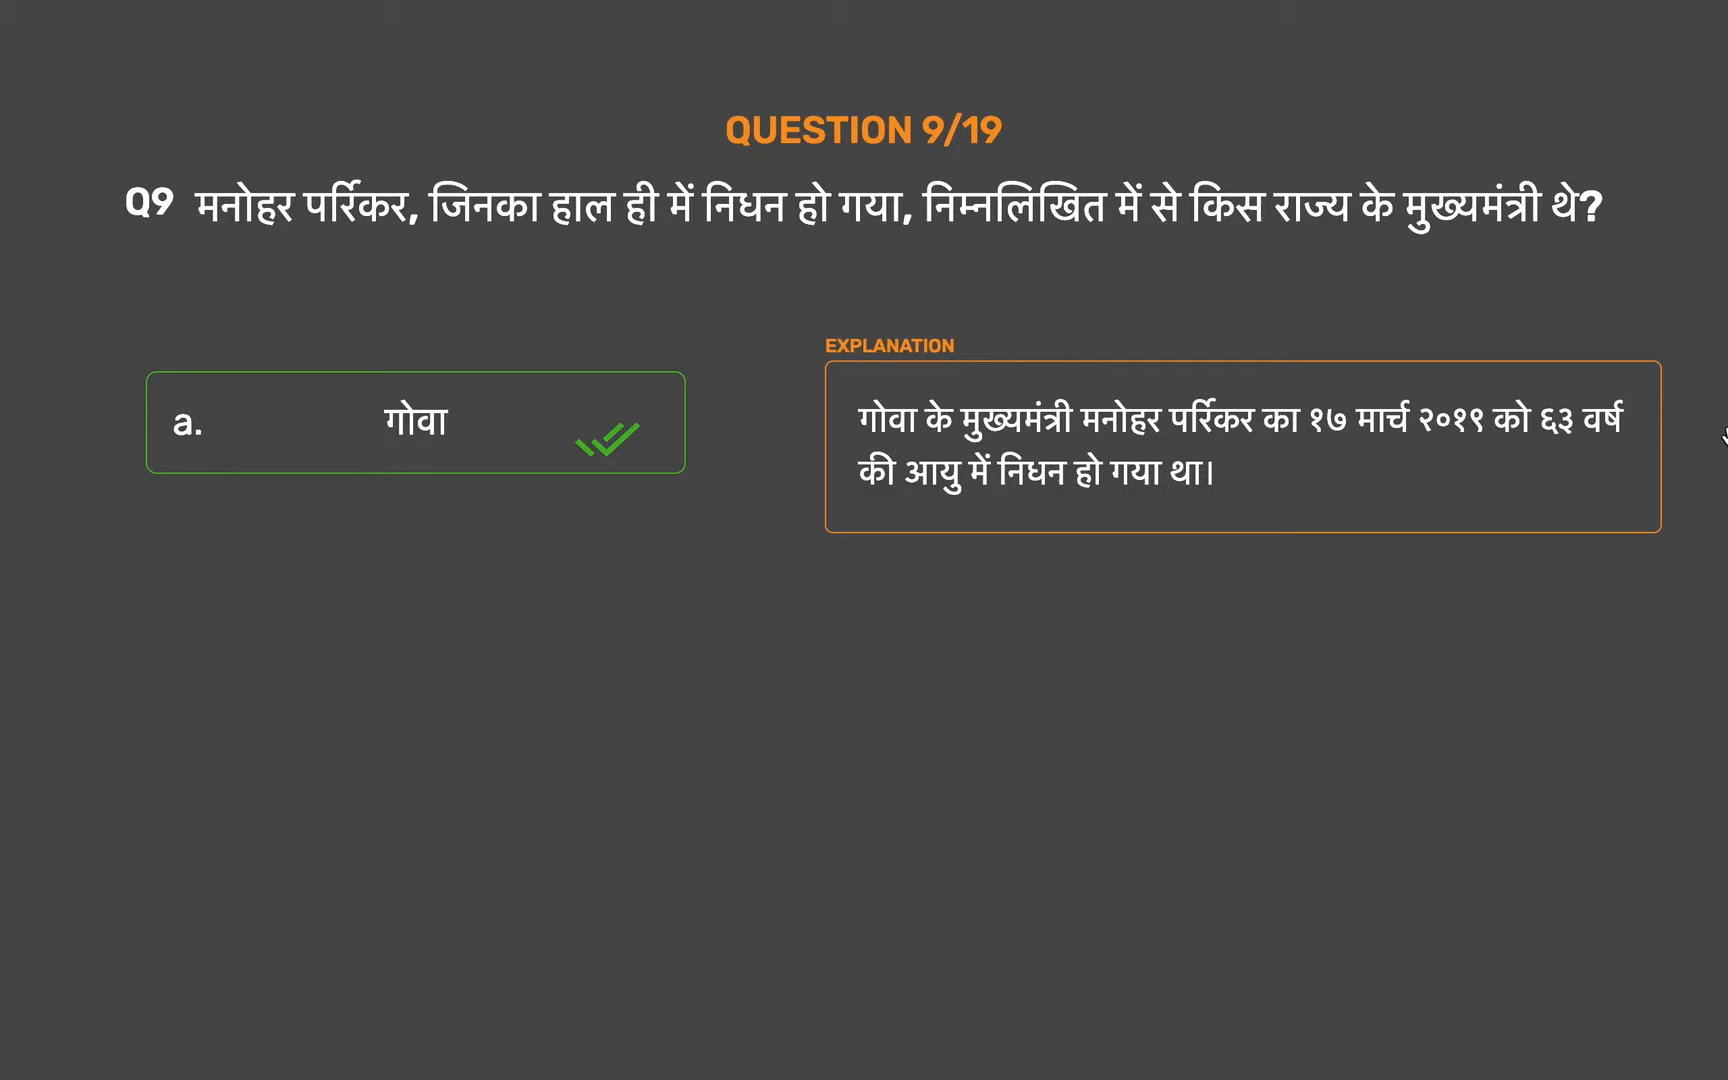 QUESTION 9/19
Q9 मनोहर पर्रिकर, जिनका हाल ही में निधन हो गया, निम्नलिखित में से किस राज्य के मुख्यमंत्री थे?
a. गोवा
EXPLANATION
गोवा के मुख्यमंत्री मनोहर पर्रिकर का १७ मार्च २०१९ को ६३ वर्ष
की आयु में निधन हो गया था।